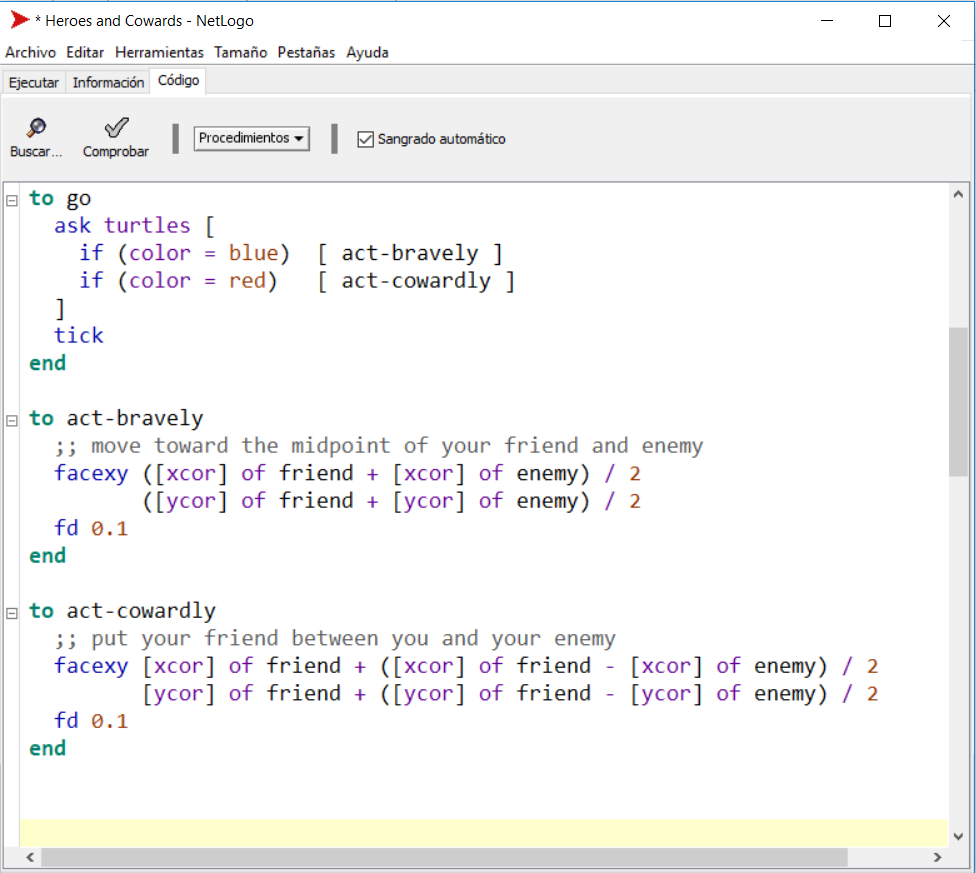 * Heroes and Cowards - NetLogo
Archivo Editar Herramientas Tamaño Pestañas Ayuda
Ejecutar Información Código
Buscar... Comprobar Procedimientos Sangrado automático
to go
  ask turtles [
    if (color = blue)  [ act-bravely ]
    if (color = red)   [ act-cowardly ]
  ]
  tick
end
to act-bravely
  ;; move toward the midpoint of your friend and enemy
  facexy ([xcor] of friend + [xcor] of enemy) / 2
         ([ycor] of friend + [ycor] of enemy) / 2
  fd 0.1
end
to act-cowardly
  ;; put your friend between you and your enemy
  facexy [xcor] of friend + ([xcor] of friend - [xcor] of enemy) / 2
         [ycor] of friend + ([ycor] of friend - [ycor] of enemy) / 2
  fd 0.1
end